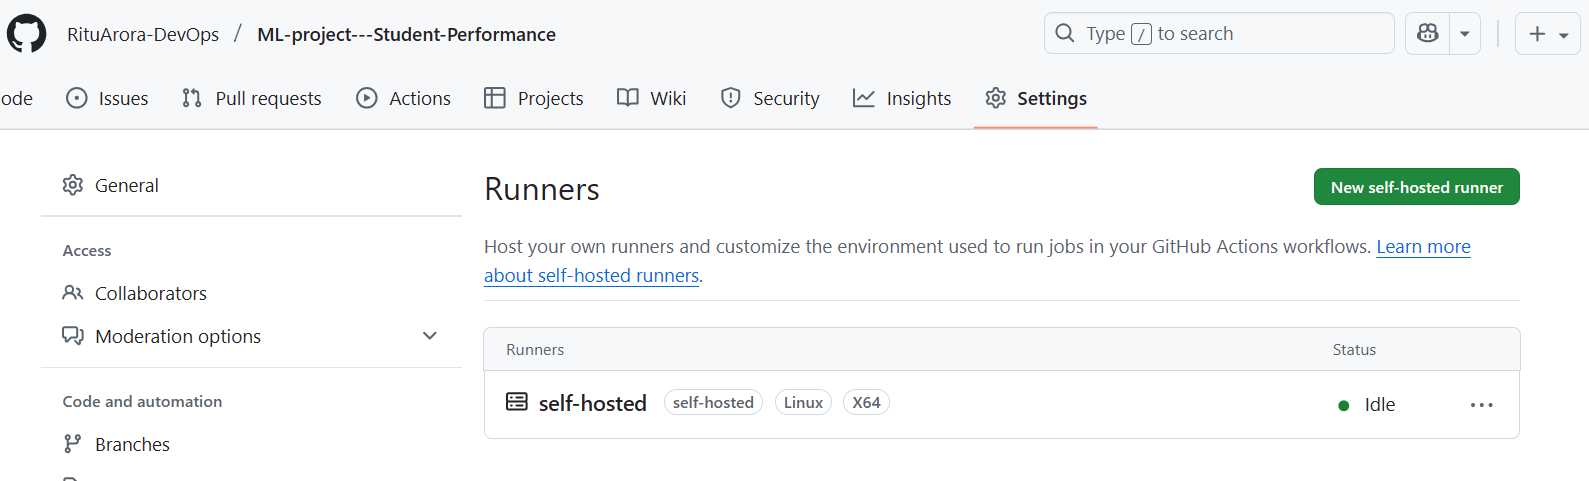 RituArora-DevOps / ML-project---Student-Performance
Type / to search
ode Issues Pull requests Actions Projects Wiki Security Insights Settings
General
Access
Collaborators
Moderation options
Code and automation
Branches
Runners
New self-hosted runner
Host your own runners and customize the environment used to run jobs in your GitHub Actions workflows. Learn more
about self-hosted runners.
Runners Status
self-hosted self-hosted Linux X64 Idle